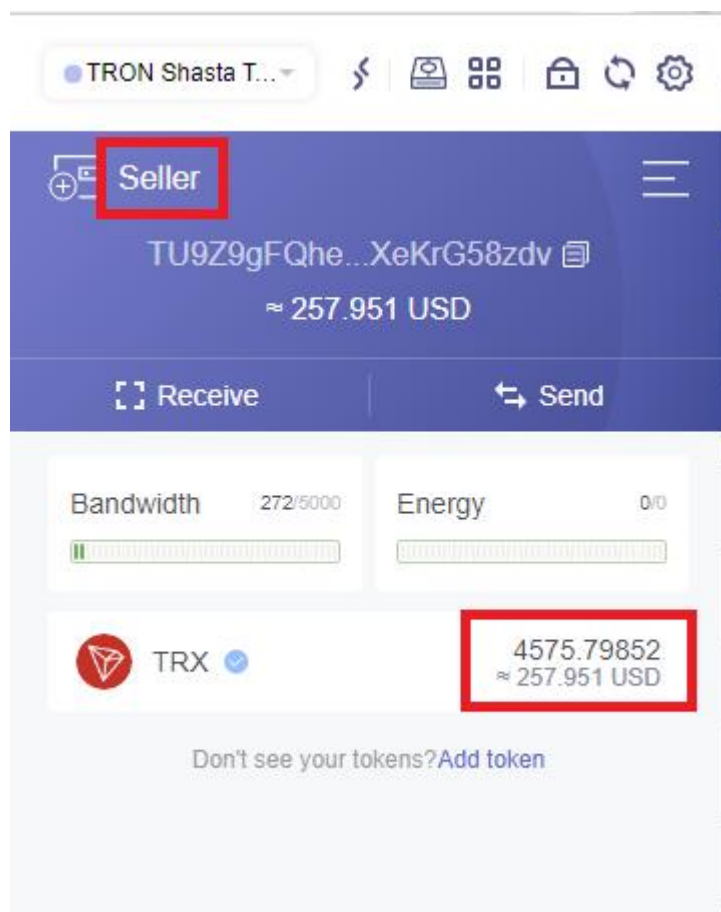 TRON Shasta T...
Seller
TU9Z9gFQhe...XeKrG58zdv
≈ 257.951 USD
Receive
Send
Bandwidth 272/5000
Energy 0/0
TRX
4575.79852
≈ 257.951 USD
Don't see your tokens?Add token